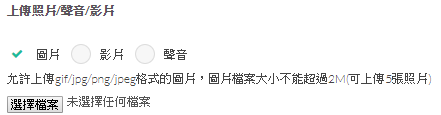 上傳照片/聲音/影片
圖片 影片 聲音
允許上傳gif/jpg/png/jpeg格式的圖片，圖片檔案大小不能超過2M(可上傳5張照片)
選擇檔案 未選擇任何檔案